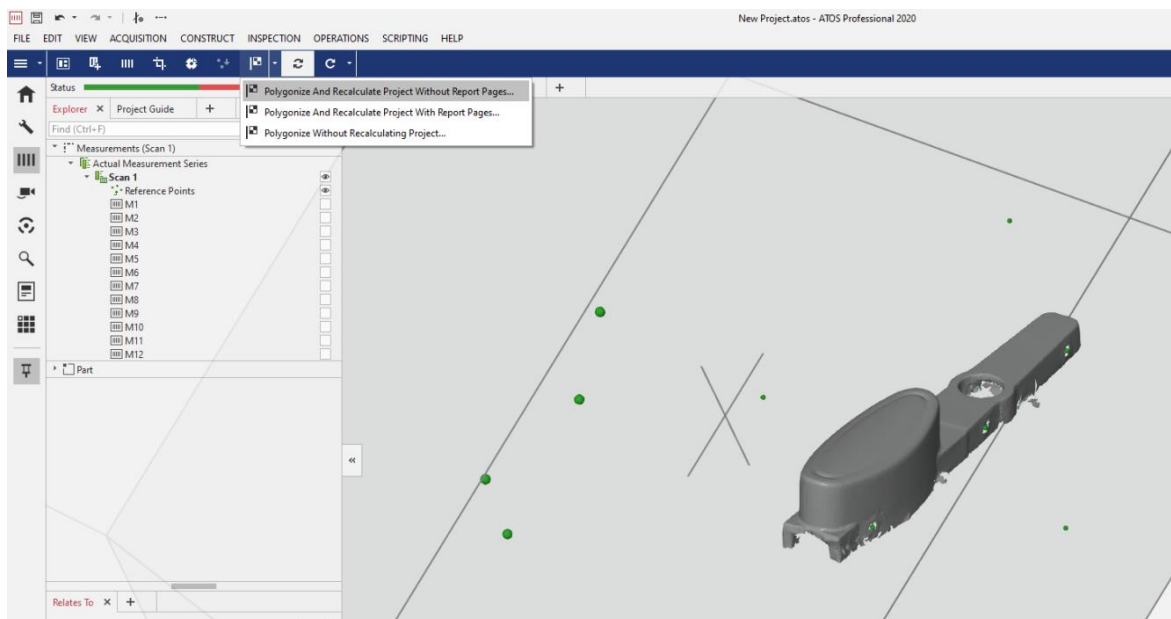 New Project.atos - ATOS Professional 2020
FILE EDIT VIEW ACQUISITION CONSTRUCT INSPECTION OPERATIONS SCRIPTING HELP
Status
Explorer Project Guide
Find (Ctrl+F)
Polygonize And Recalculate Project Without Report Pages...
Polygonize And Recalculate Project With Report Pages...
Polygonize Without Recalculating Project...
Measurements (Scan 1)
Actual Measurement Series
Scan 1
Reference Points
M1
M2
M3
M4
M5
M6
M7
M8
M9
M10
M11
M12
Part
Relates To